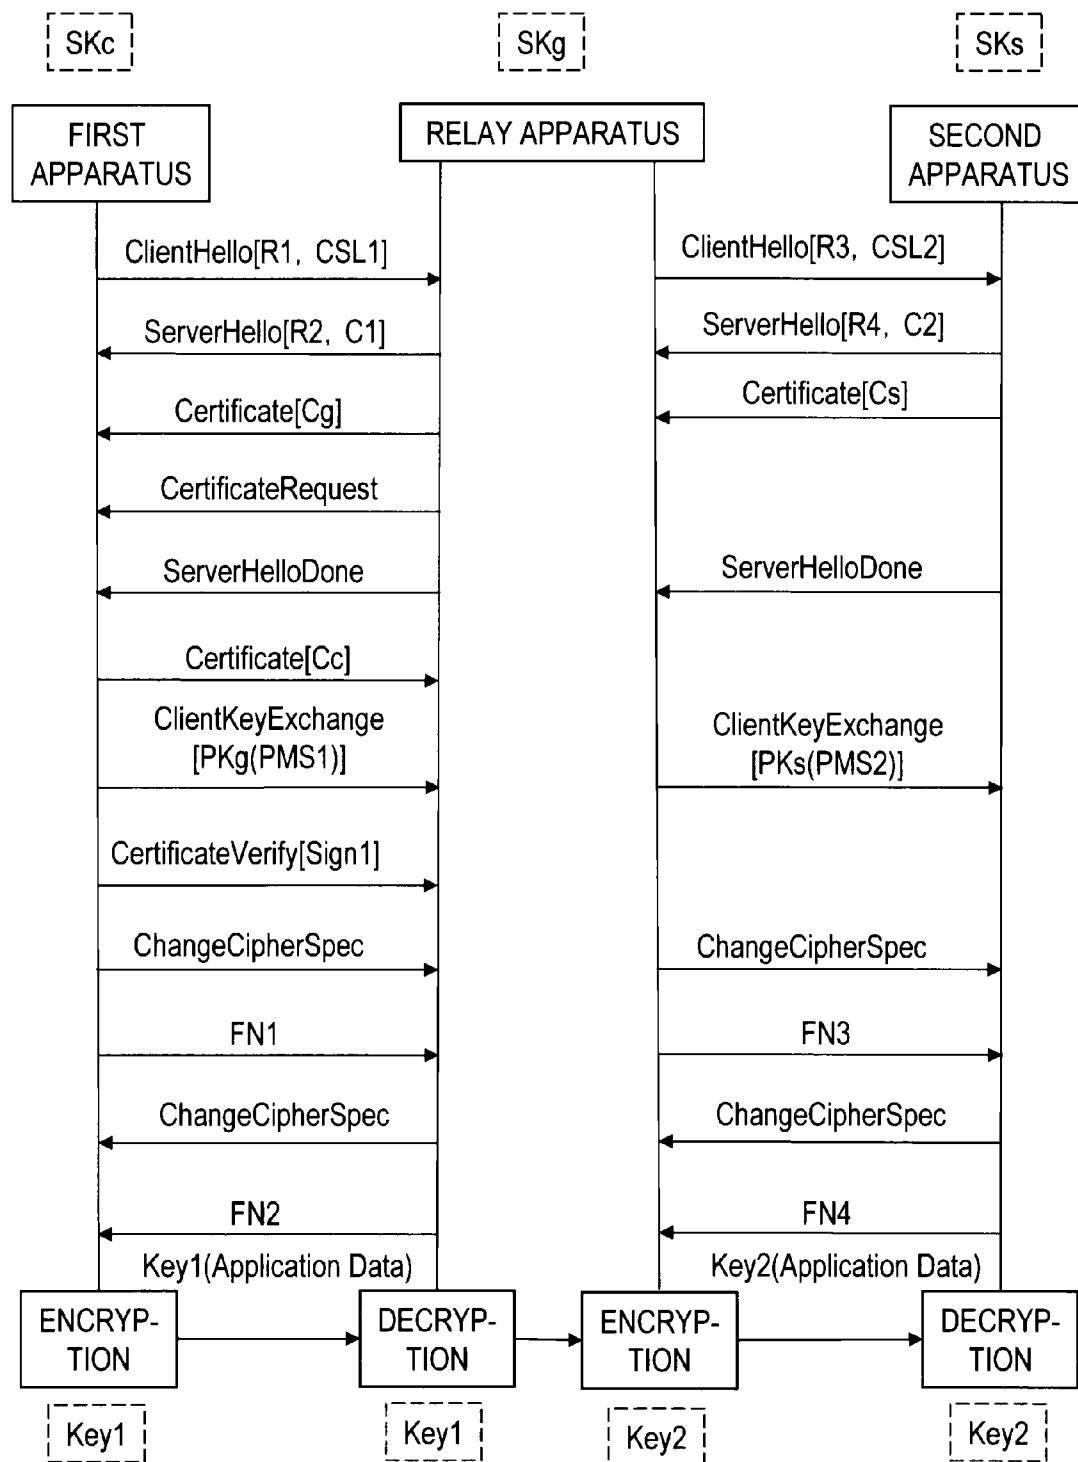 SKc
SKg
SKs
FIRST
APPARATUS
RELAY APPARATUS
SECOND
APPARATUS
ClientHello[R1, CSL1]
ClientHello[R3, CSL2]
ServerHello[R2, C1]
ServerHello[R4, C2]
Certificate[Cg]
Certificate[Cs]
CertificateRequest
ServerHelloDone
ServerHelloDone
Certificate[Cc]
ClientKeyExchange
[PKg(PMS1)]
ClientKeyExchange
[PKs(PMS2)]
CertificateVerify[Sign1]
ChangeCipherSpec
ChangeCipherSpec
FN1
FN3
ChangeCipherSpec
ChangeCipherSpec
FN2
FN4
Key1(Application Data)
Key2(Application Data)
ENCRYP-
TION
DECRYP-
TION
ENCRYP-
TION
DECRYP-
TION
Key1
Key1
Key2
Key2